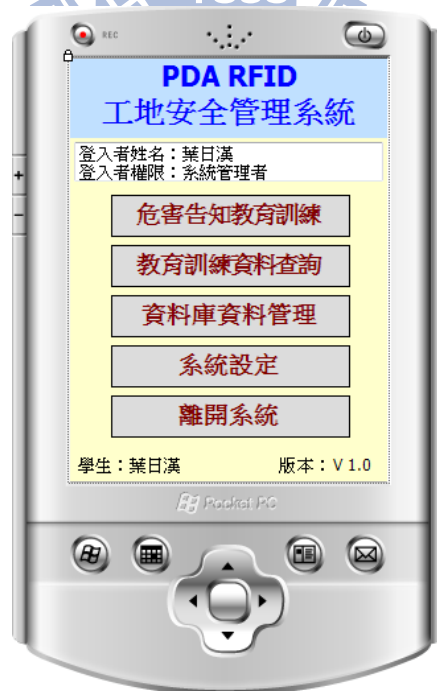 REC
PDA RFID
工地安全管理系統
登入者姓名：葉日漢
登入者權限：系統管理者
危害告知教育訓練
教育訓練資料查詢
資料庫資料管理
系統設定
離開系統
學生：葉日漢 版本：V 1.0
Pocket PC